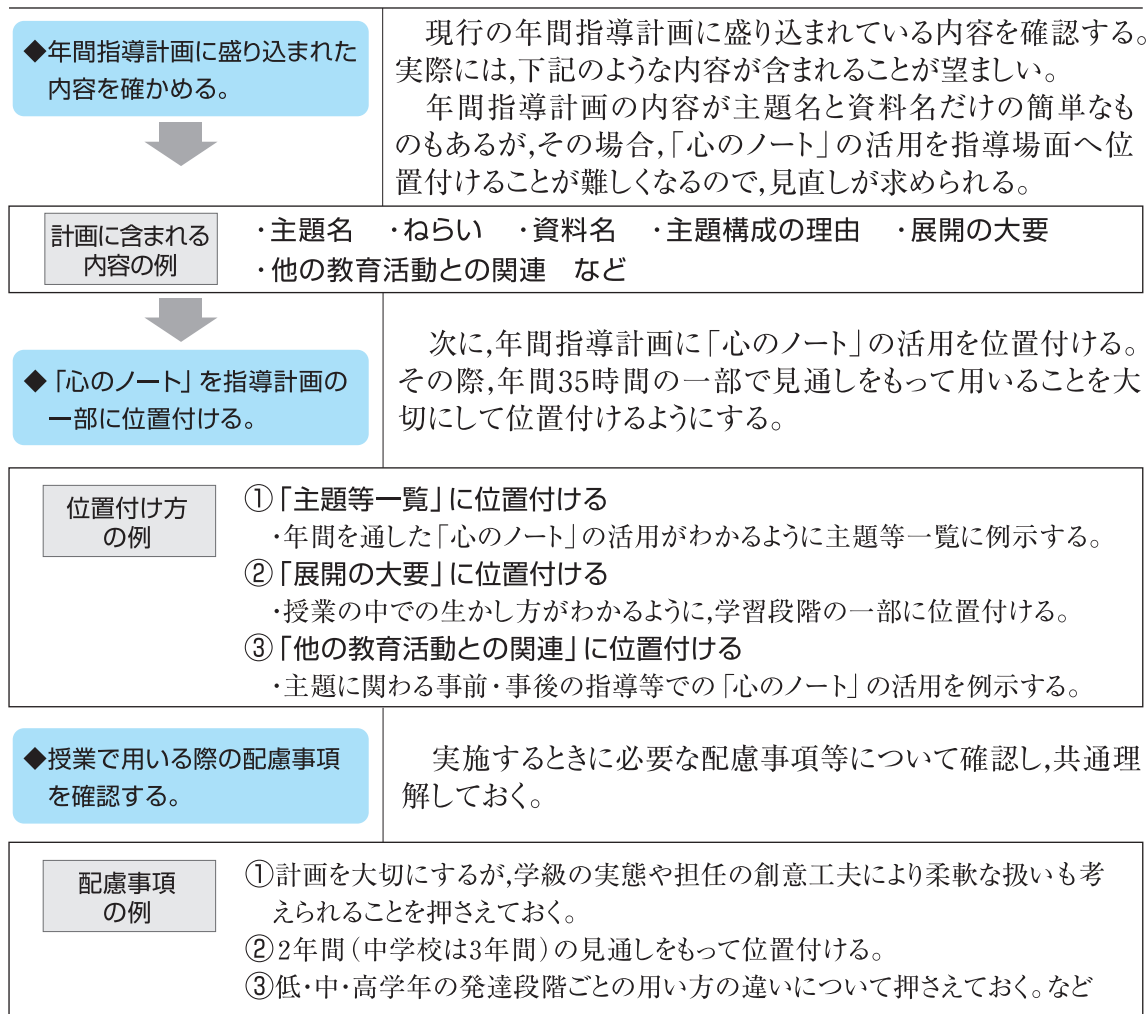 ◆年間指導計画に盛り込まれた
内容を確かめる。
現行の年間指導計画に盛り込まれている内容を確認する。
実際には,下記のような内容が含まれることが望ましい。
年間指導計画の内容が主題名と資料名だけの簡単なも
のもあるが,その場合,「心のノート」の活用を指導場面へ位
置付けることが難しくなるので,見直しが求められる。
計画に含まれる
内容の例
・主題名 ・ねらい ・資料名 ・主題構成の理由 ・展開の大要
・他の教育活動との関連 など
◆「心のノート」を指導計画の
一部に位置付ける。
次に,年間指導計画に「心のノート」の活用を位置付ける。
その際,年間35時間の一部で見通しをもって用いることを大
切にして位置付けるようにする。
位置付け方
の例
①「主題等一覧」に位置付ける
・年間を通した「心のノート」の活用がわかるように主題等一覧に例示する。
②「展開の大要」に位置付ける
・授業の中での生かし方がわかるように,学習段階の一部に位置付ける。
③「他の教育活動との関連」に位置付ける
・主題に関わる事前・事後の指導等での「心のノート」の活用を例示する。
◆授業で用いる際の配慮事項
を確認する。
実施するときに必要な配慮事項等について確認し,共通理
解しておく。
配慮事項
の例
①計画を大切にするが,学級の実態や担任の創意工夫により柔軟な扱いも考
えられることを押さえておく。
②2年間(中学校は3年間)の見通しをもって位置付ける。
③低・中・高学年の発達段階ごとの用い方の違いについて押さえておく。など